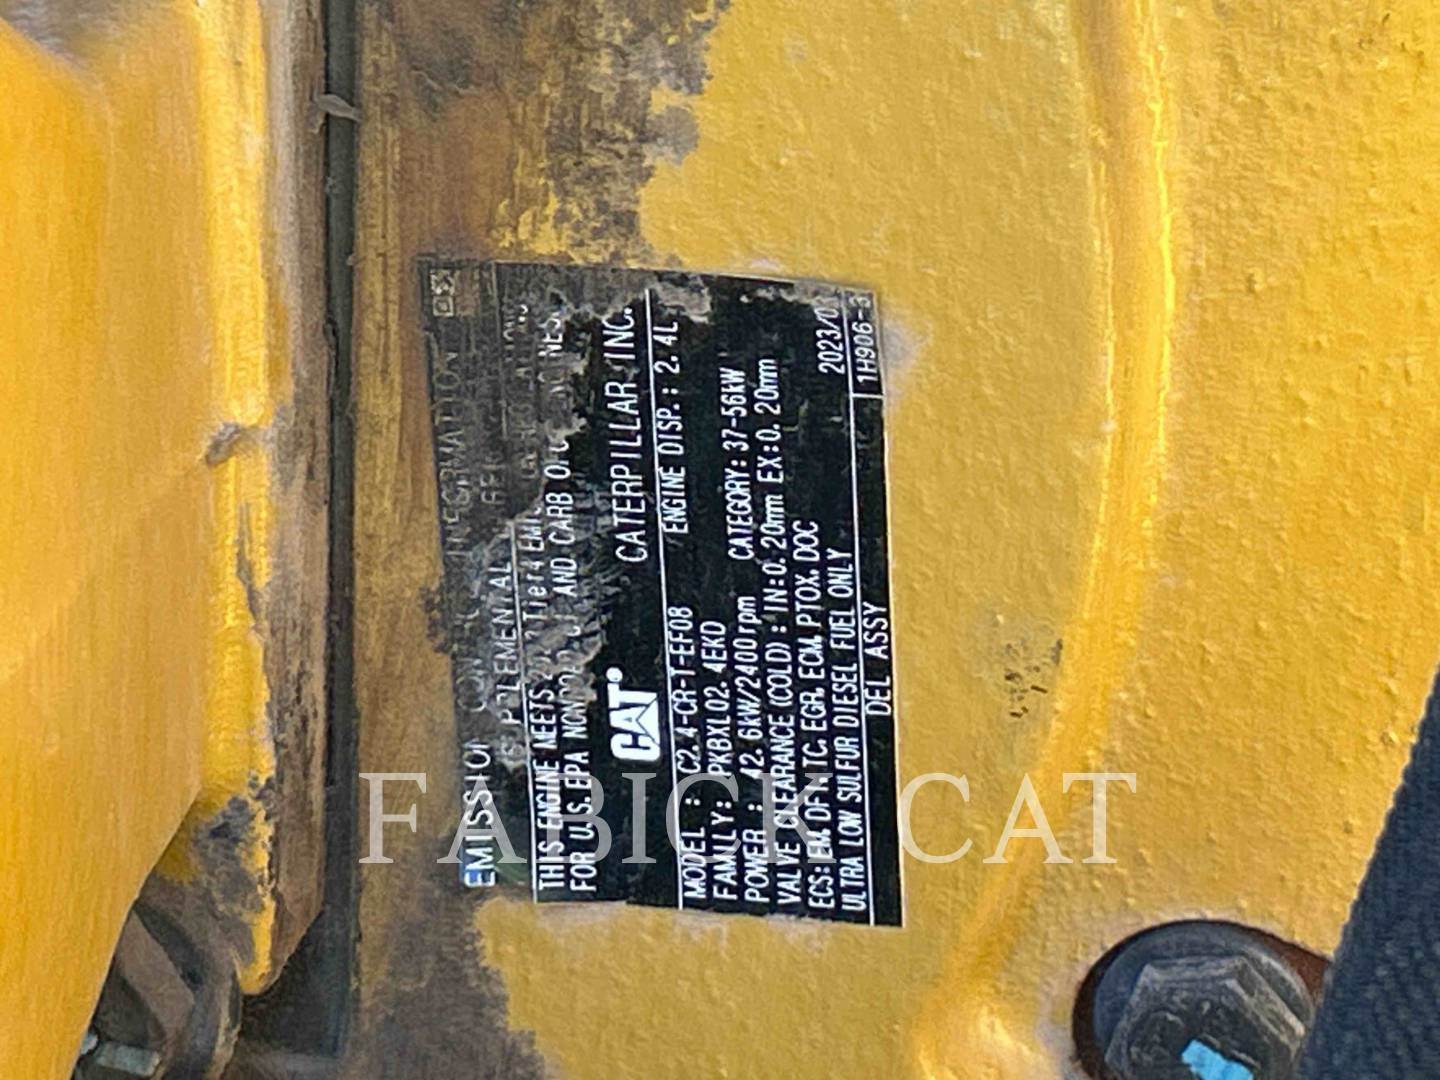 EMISSION INFORMATION
SUPPLEMENTAL
THIS ENGINE MEETS Tier4
FOR U.S. EPA AND CARB
CAT® CATERPILLAR INC.
MODEL : C2.4-CR-T-EF08 ENGINE DISP.: 2.4L
FAMILY: PKBXL02.4EKD
POWER : 42.6kW/2400rpm CATEGORY: 37-56kW
VALVE CLEARANCE (COLD) : IN:0.20mm EX:0.20mm
ECS: EM, DFI, TC, EGR, ECM, PTOX, DOC
ULTRA LOW SULFUR DIESEL FUEL ONLY
DEL ASSY 1H906-3
FABICK CAT